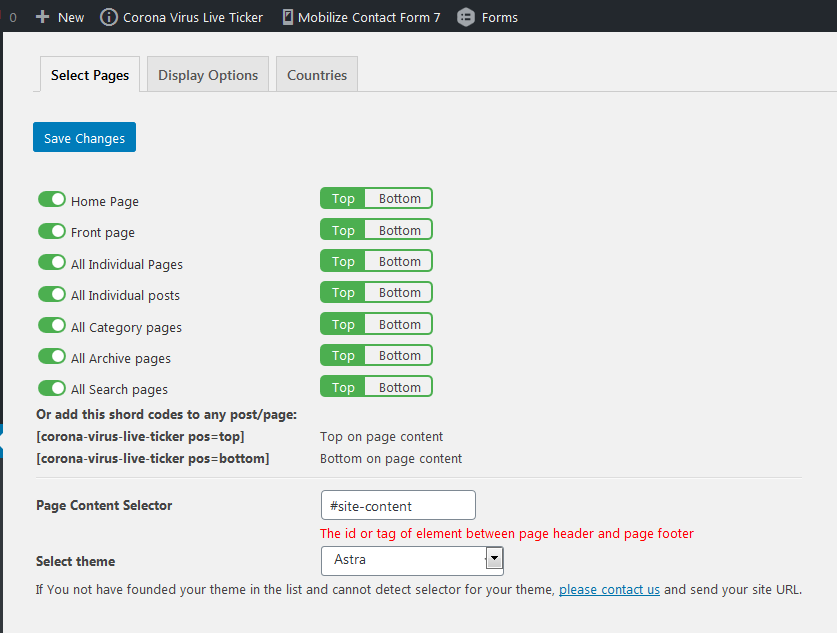 0 New Corona Virus Live Ticker Mobilize Contact Form 7 Forms
Select Pages Display Options Countries
Save Changes
Home Page Top Bottom
Front page Top Bottom
All Individual Pages Top Bottom
All Individual posts Top Bottom
All Category pages Top Bottom
All Archive pages Top Bottom
All Search pages Top Bottom
Or add this shord codes to any post/page:
[corona-virus-live-ticker pos=top] Top on page content
[corona-virus-live-ticker pos=bottom] Bottom on page content
Page Content Selector #site-content
The id or tag of element between page header and page footer
Select theme Astra
If You not have founded your theme in the list and cannot detect selector for your theme, please contact us and send your site URL.